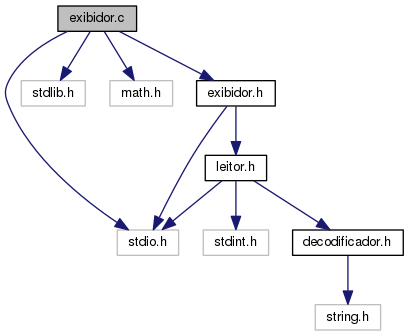 exibidor.c
stdlib.h
math.h
exibidor.h
leitor.h
stdio.h
stdint.h
decodificador.h
string.h